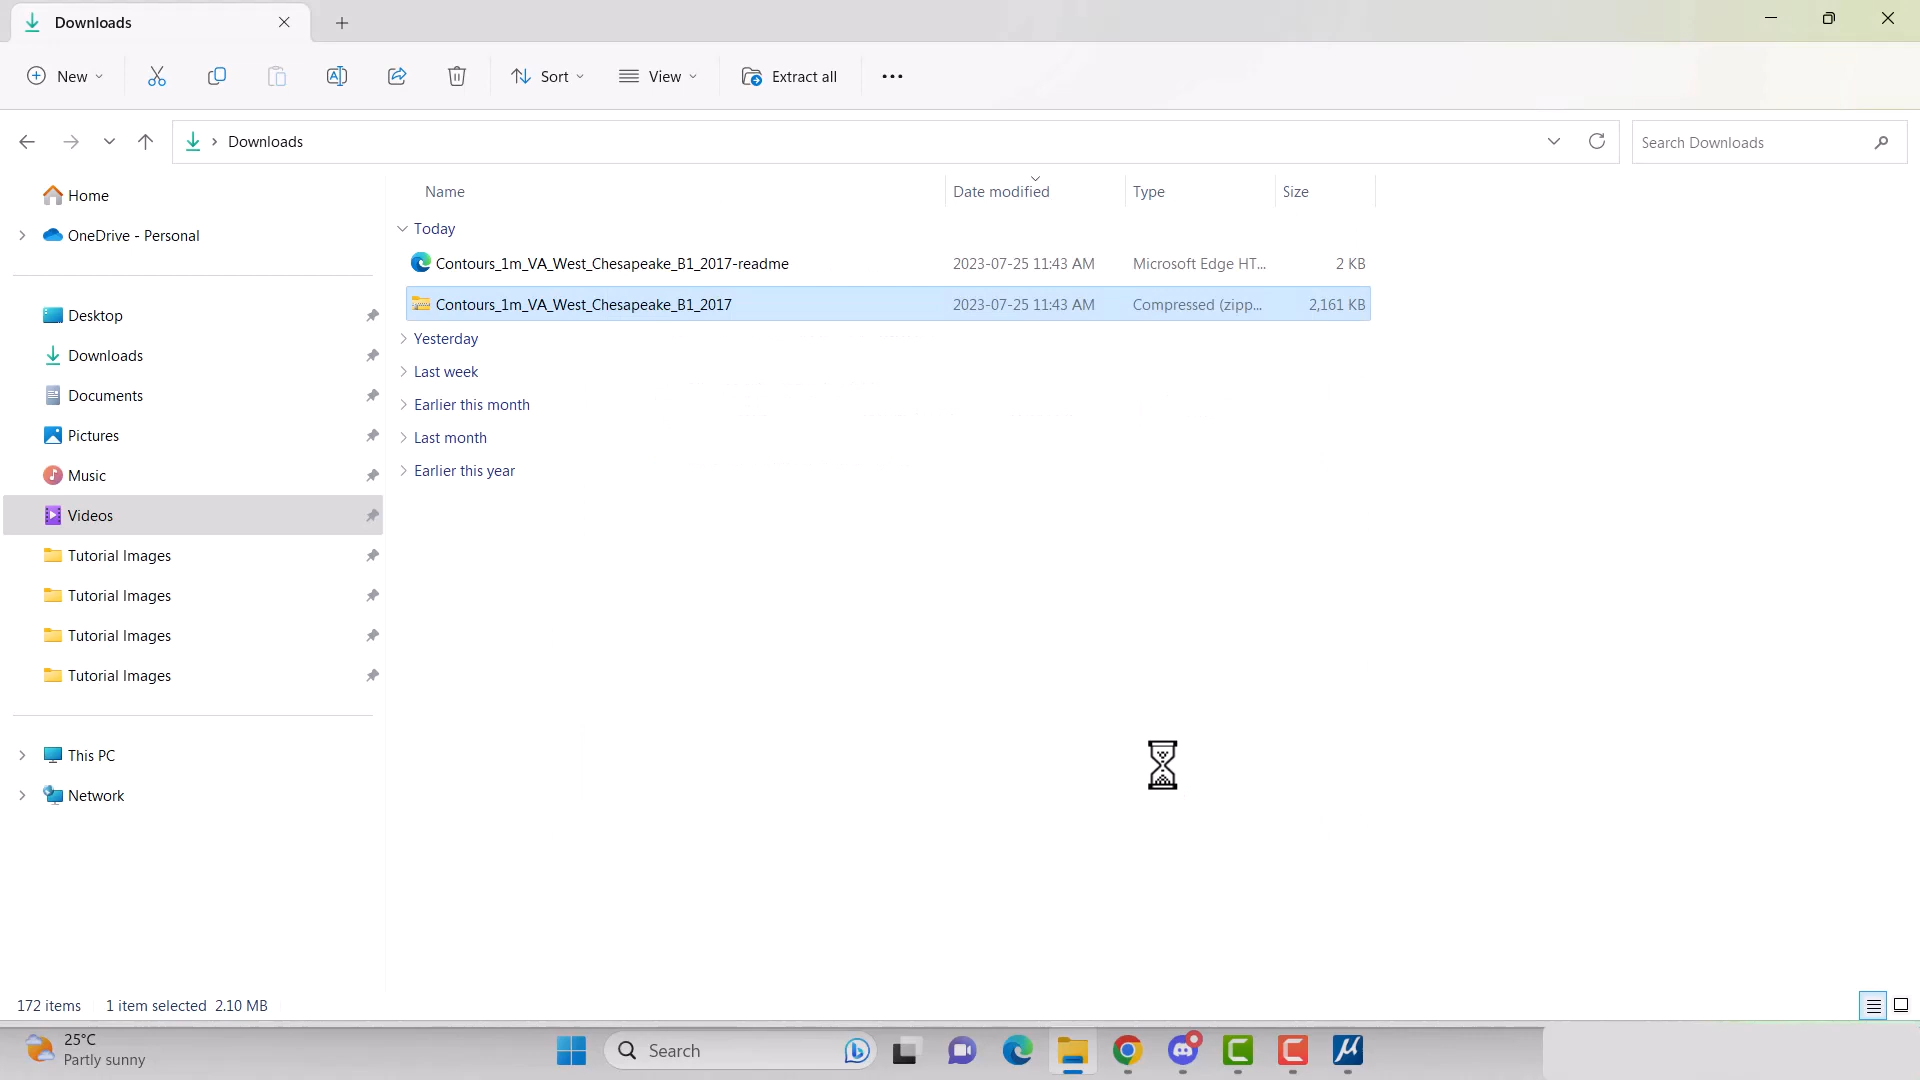 Downloads
New
Sort
View
Extract all
Downloads
Search Downloads
Name
Date modified
Type
Size
Home
OneDrive - Personal
Desktop
Downloads
Documents
Pictures
Music
Videos
Tutorial Images
Tutorial Images
Tutorial Images
Tutorial Images
This PC
Network
Today
Contours_1m_VA_West_Chesapeake_B1_2017-readme 2023-07-25 11:43 AM Microsoft Edge HT... 2 KB
Contours_1m_VA_West_Chesapeake_B1_2017 2023-07-25 11:43 AM Compressed (zipp... 2,161 KB
Yesterday
Last week
Earlier this month
Last month
Earlier this year
172 items 1 item selected 2.10 MB
25°C
Partly sunny
Search